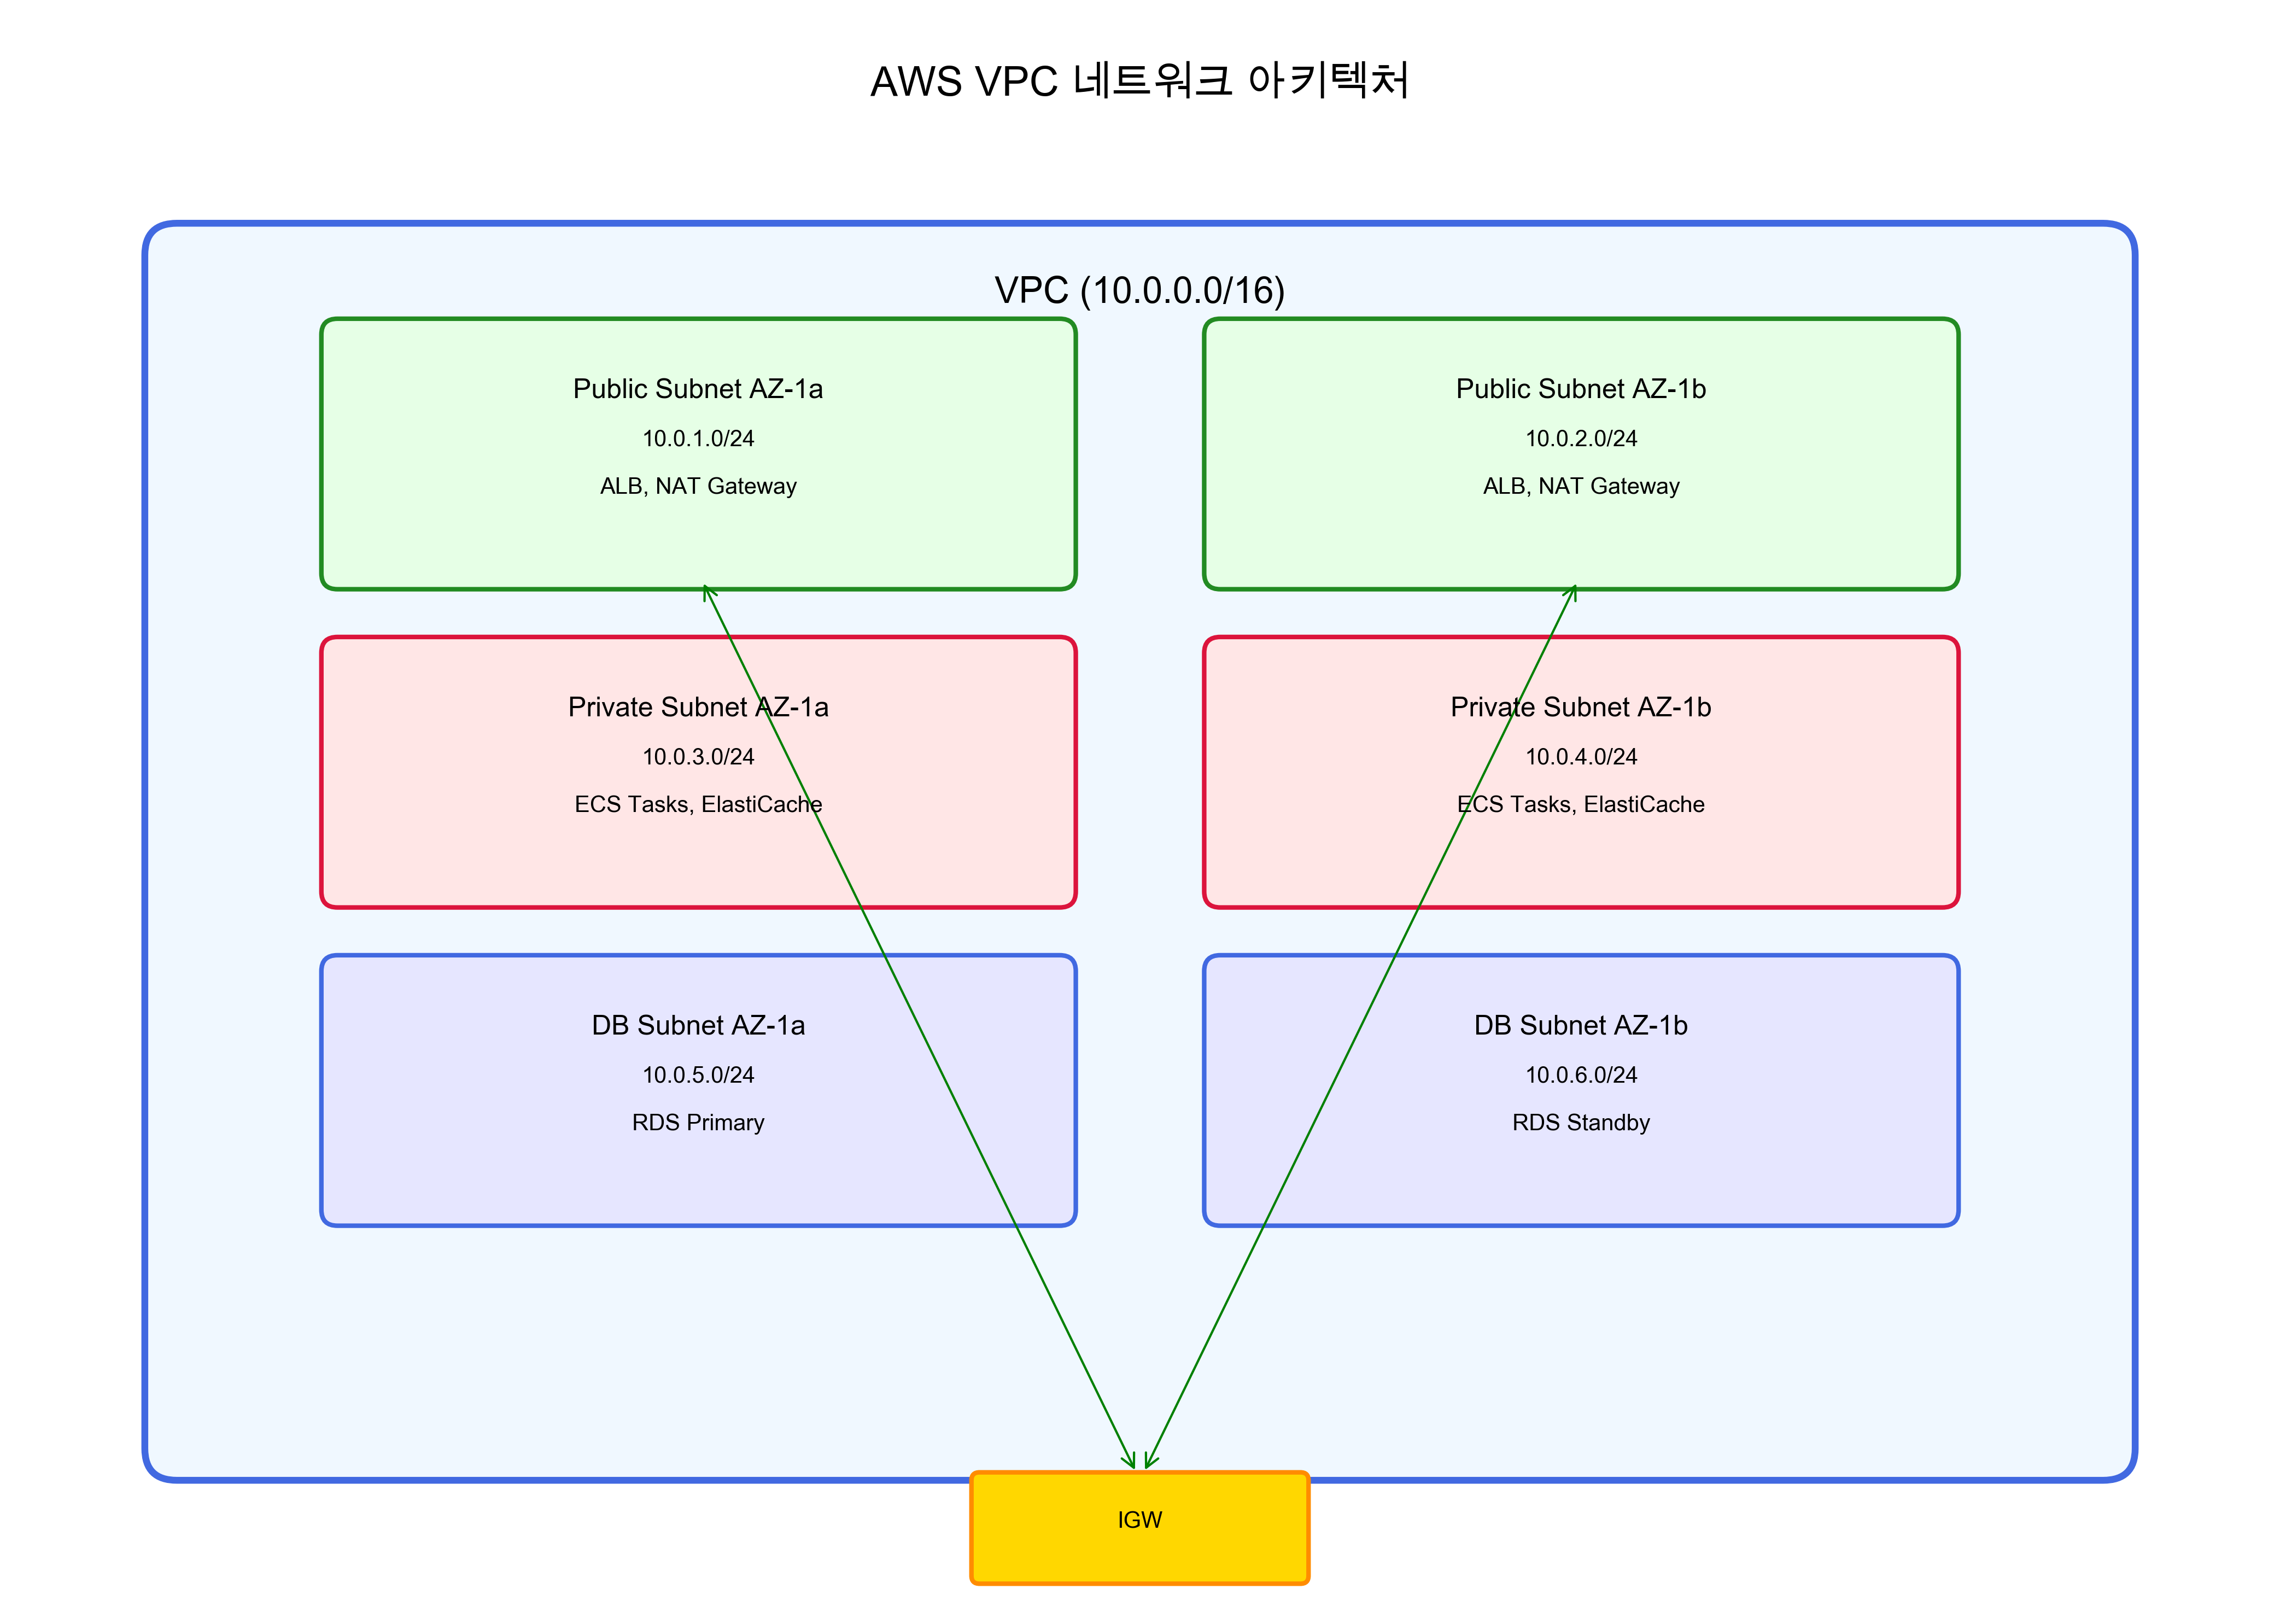 AWS VPC 네트워크 아키텍처
VPC (10.0.0.0/16)
Public Subnet AZ-1a
10.0.1.0/24
ALB, NAT Gateway
Public Subnet AZ-1b
10.0.2.0/24
ALB, NAT Gateway
Private Subnet AZ-1a
10.0.3.0/24
ECS Tasks, ElastiCache
Private Subnet AZ-1b
10.0.4.0/24
ECS Tasks, ElastiCache
DB Subnet AZ-1a
10.0.5.0/24
RDS Primary
DB Subnet AZ-1b
10.0.6.0/24
RDS Standby
IGW